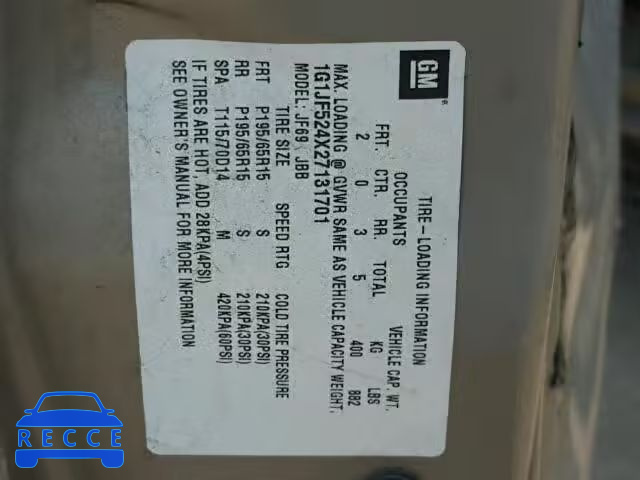 GM
TIRE-LOADING INFORMATION
OCCUPANTS VEHICLE CAP. WT.
FRT. CTR. RR. TOTAL KG LBS
2 0 3 5 400 882
MAX. LOADING @ GVWR SAME AS VEHICLE CAPACITY WEIGHT.
1G1JF524X27131701
MODEL: JF69 JBB
TIRE SIZE SPEED RTG COLD TIRE PRESSURE
FRT P195/65R15 S 210KPA(30PSI)
RR P195/65R15 S 210KPA(30PSI)
SPA T115/70D14 M 420KPA(60PSI)
IF TIRES ARE HOT, ADD 28KPA(4PSI)
SEE OWNER'S MANUAL FOR MORE INFORMATION
RECCE